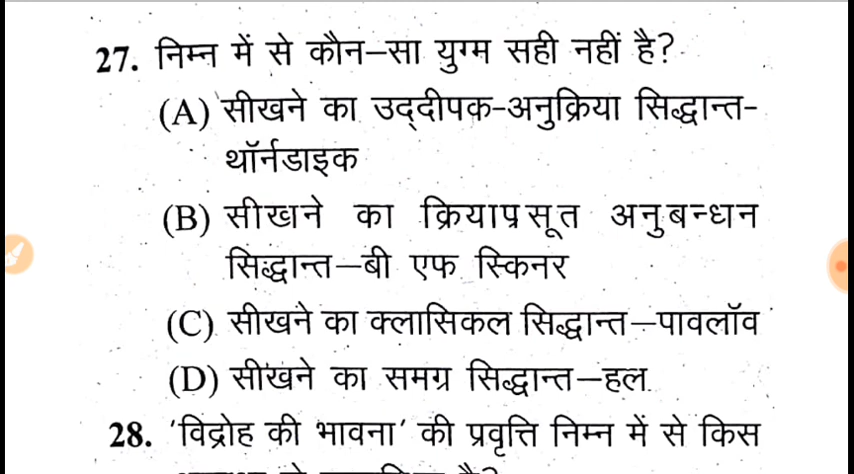 27. निम्न में से कौन–सा युग्म सही नहीं है?
(A) सीखने का उद्दीपक-अनुक्रिया सिद्धान्त-
थॉर्नडाइक
(B) सीखने का क्रियाप्रसूत अनुबन्धन
सिद्धान्त—बी एफ स्किनर
(C) सीखने का क्लासिकल सिद्धान्त—पावलॉव
(D) सीखने का समग्र सिद्धान्त—हल
28. 'विद्रोह की भावना' की प्रवृत्ति निम्न में से किस